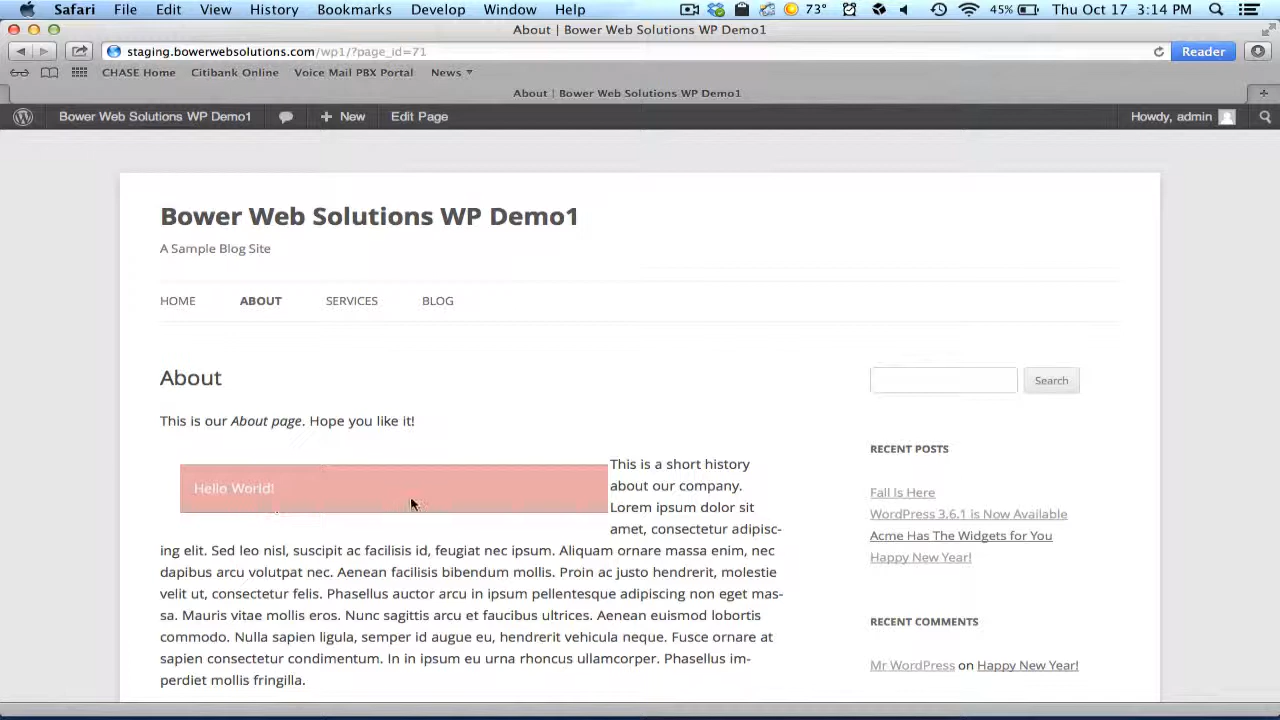 Safari File Edit View History Bookmarks Develop Window Help 73° 45% Thu Oct 17 3:14 PM
About | Bower Web Solutions WP Demo1
staging.bowerwebsolutions.com/wp1/?page_id=71 Reader
CHASE Home Citibank Online Voice Mail PBX Portal News
About | Bower Web Solutions WP Demo1
Bower Web Solutions WP Demo1 New Edit Page Howdy, admin
Bower Web Solutions WP Demo1
A Sample Blog Site
HOME ABOUT SERVICES BLOG
About
This is our About page. Hope you like it!
Hello World!
This is a short history
about our company.
Lorem ipsum dolor sit
amet, consectetur adipisc-
ing elit. Sed leo nisl, suscipit ac facilisis id, feugiat nec ipsum. Aliquam ornare massa enim, nec
dapibus arcu volutpat nec. Aenean facilisis bibendum mollis. Proin ac justo hendrerit, molestie
velit ut, consectetur felis. Phasellus auctor arcu in ipsum pellentesque adipiscing non eget mas-
sa. Mauris vitae mollis eros. Nunc sagittis arcu et faucibus ultrices. Aenean euismod lobortis
commodo. Nulla sapien ligula, semper id augue eu, hendrerit vehicula neque. Fusce ornare at
sapien consectetur condimentum. In in ipsum eu urna rhoncus ullamcorper. Phasellus im-
perdiet mollis fringilla.
Search
RECENT POSTS
Fall Is Here
WordPress 3.6.1 is Now Available
Acme Has The Widgets for You
Happy New Year!
RECENT COMMENTS
Mr WordPress on Happy New Year!